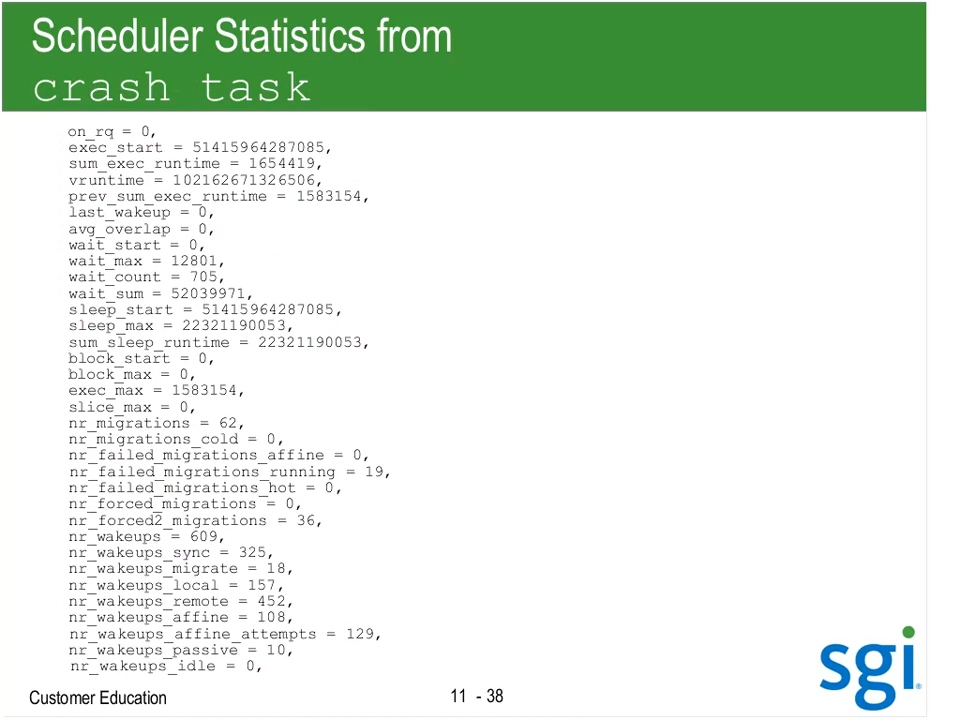 Scheduler Statistics from
crash task
on_rq = 0,
exec_start = 51415964287085,
sum_exec_runtime = 1654419,
vruntime = 102162671326506,
prev_sum_exec_runtime = 1583154,
last_wakeup = 0,
avg_overlap = 0,
wait_start = 0,
wait_max = 12801,
wait_count = 705,
wait_sum = 52039971,
sleep_start = 51415964287085,
sleep_max = 22321190053,
sum_sleep_runtime = 22321190053,
block_start = 0,
block_max = 0,
exec_max = 1583154,
slice_max = 0,
nr_migrations = 62,
nr_migrations_cold = 0,
nr_failed_migrations_affine = 0,
nr_failed_migrations_running = 19,
nr_failed_migrations_hot = 0,
nr_forced_migrations = 0,
nr_forced2_migrations = 36,
nr_wakeups = 609,
nr_wakeups_sync = 325,
nr_wakeups_migrate = 18,
nr_wakeups_local = 157,
nr_wakeups_remote = 452,
nr_wakeups_affine = 108,
nr_wakeups_affine_attempts = 129,
nr_wakeups_passive = 10,
nr_wakeups_idle = 0,
sgi®
Customer Education
11 - 38